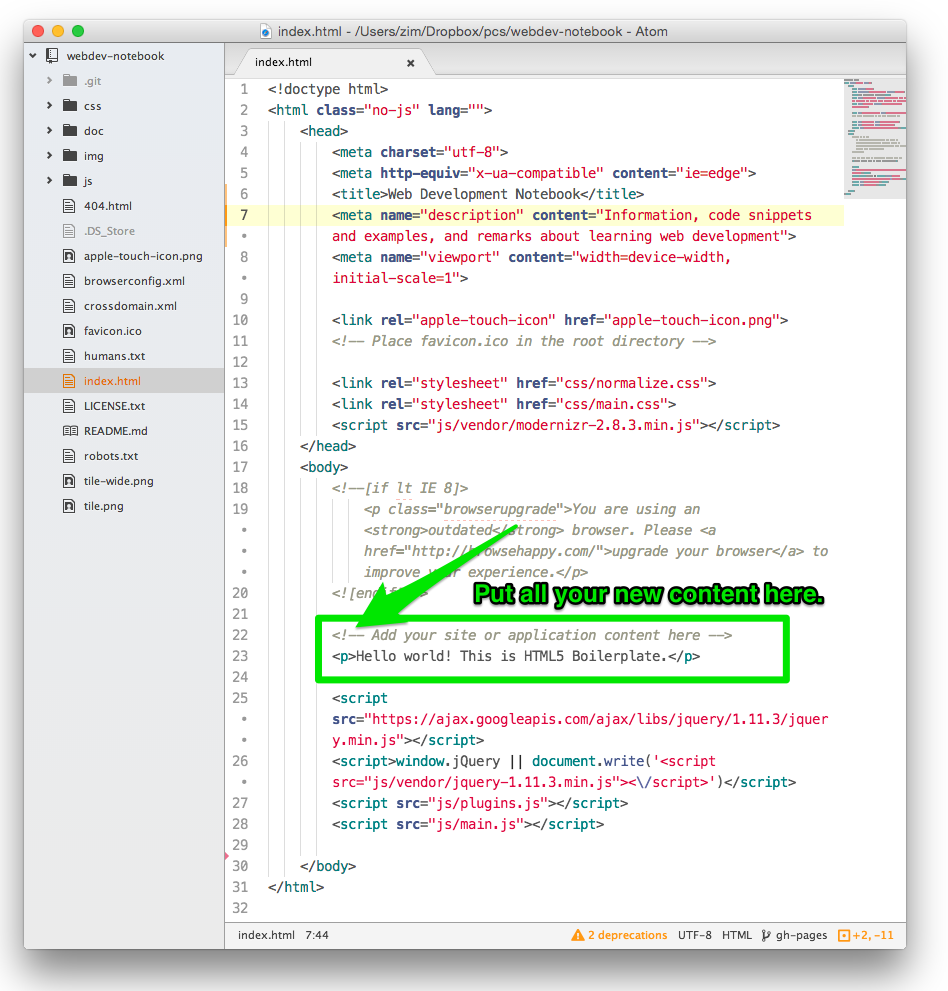 index.html - /Users/zim/Dropbox/pcs/webdev-notebook - Atom
webdev-notebook
.git
css
doc
img
js
404.html
.DS_Store
apple-touch-icon.png
browserconfig.xml
crossdomain.xml
favicon.ico
humans.txt
index.html
LICENSE.txt
README.md
robots.txt
tile-wide.png
tile.png
index.html
1 <!doctype html>
2 <html class="no-js" lang="">
3 <head>
4 <meta charset="utf-8">
5 <meta http-equiv="x-ua-compatible" content="ie=edge">
6 <title>Web Development Notebook</title>
7 <meta name="description" content="Information, code snippets
• and examples, and remarks about learning web development">
8 <meta name="viewport" content="width=device-width,
• initial-scale=1">
9
10 <link rel="apple-touch-icon" href="apple-touch-icon.png">
11 <!-- Place favicon.ico in the root directory -->
12
13 <link rel="stylesheet" href="css/normalize.css">
14 <link rel="stylesheet" href="css/main.css">
15 <script src="js/vendor/modernizr-2.8.3.min.js"></script>
16 </head>
17 <body>
18 <!--[if lt IE 8]>
19 <p class="browserupgrade">You are using an
• <strong>outdated</strong> browser. Please <a
• href="http://browsehappy.com/">upgrade your browser</a> to
• improve your experience.</p>
20 <![endif]-->
Put all your new content here.
21
22 <!-- Add your site or application content here -->
23 <p>Hello world! This is HTML5 Boilerplate.</p>
24
25 <script
• src="https://ajax.googleapis.com/ajax/libs/jquery/1.11.3/jquer
• y.min.js"></script>
26 <script>window.jQuery || document.write('<script
• src="js/vendor/jquery-1.11.3.min.js"><\/script>')</script>
27 <script src="js/plugins.js"></script>
28 <script src="js/main.js"></script>
29
30 </body>
31 </html>
32
index.html 7:44 2 deprecations UTF-8 HTML gh-pages +2, -11